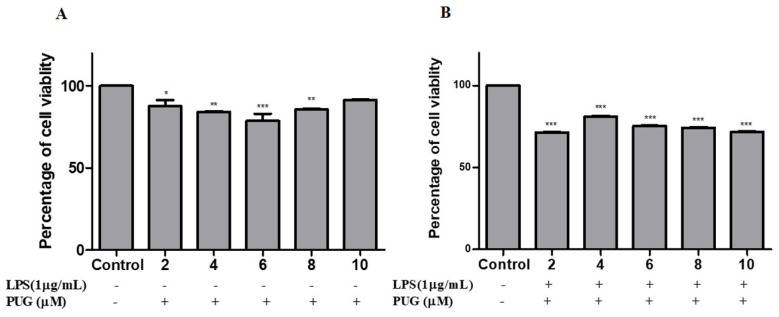 A
Percentage of cell viablity
100
50
0
* ** *** **
Control 2 4 6 8 10
LPS(1µg/mL) - - - - - -
PUG (µM) - + + + + +
B
Percentage of cell viablity
100
50
0
*** *** *** *** ***
Control 2 4 6 8 10
LPS(1µg/mL) - + + + + +
PUG (µM) - + + + + +